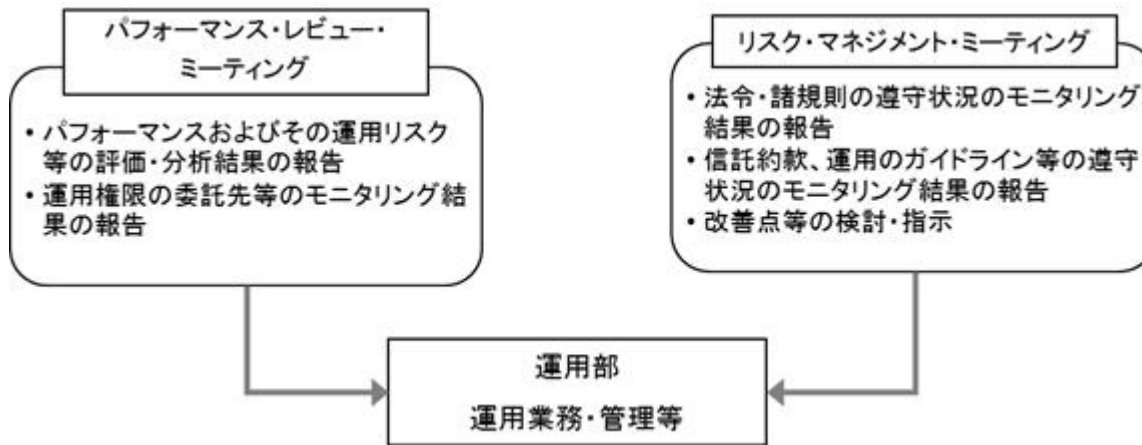 パフォーマンス・レビュー・
ミーティング
・パフォーマンスおよびその運用リスク
等の評価・分析結果の報告
・運用権限の委託先等のモニタリング結
果の報告
リスク・マネジメント・ミーティング
・法令・諸規則の遵守状況のモニタリング
結果の報告
・信託約款、運用のガイドライン等の遵守
状況のモニタリング結果の報告
・改善点等の検討・指示
運用部
運用業務・管理等